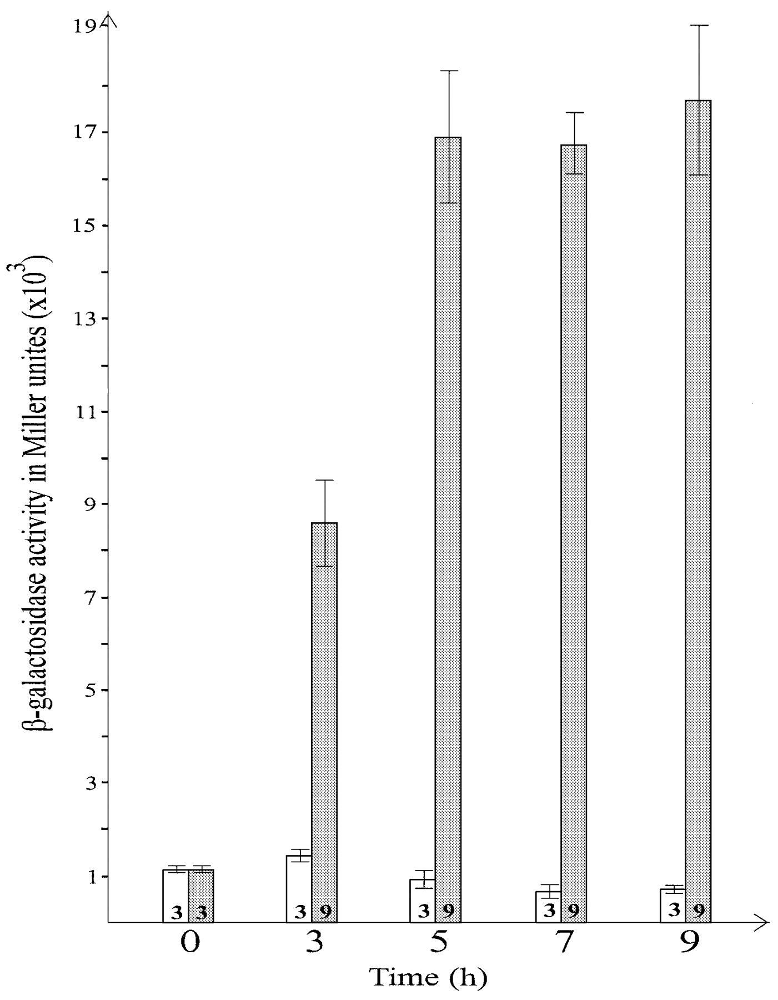 19
17
15
13
11
9
7
5
3
1
β-galactosidase activity in Miller unites (x10³)
3 3 3 9 3 9 3 9 3 9
0 3 5 7 9
Time (h)